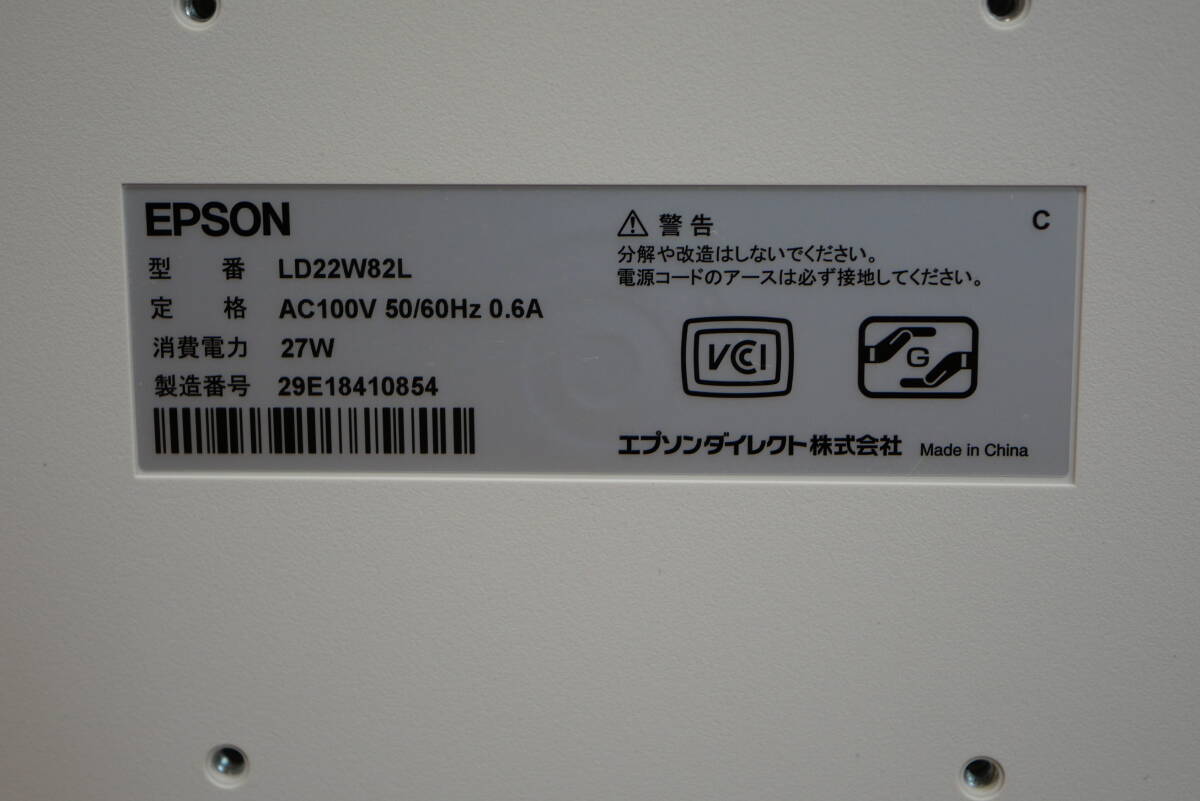 EPSON
型 番 LD22W82L
定 格 AC100V 50/60Hz 0.6A
消費電力 27W
製造番号 29E18410854
⚠ 警告
分解や改造はしないでください。
電源コードのアースは必ず接地してください。
C
VCCI
G
エプソンダイレクト株式会社 Made in China